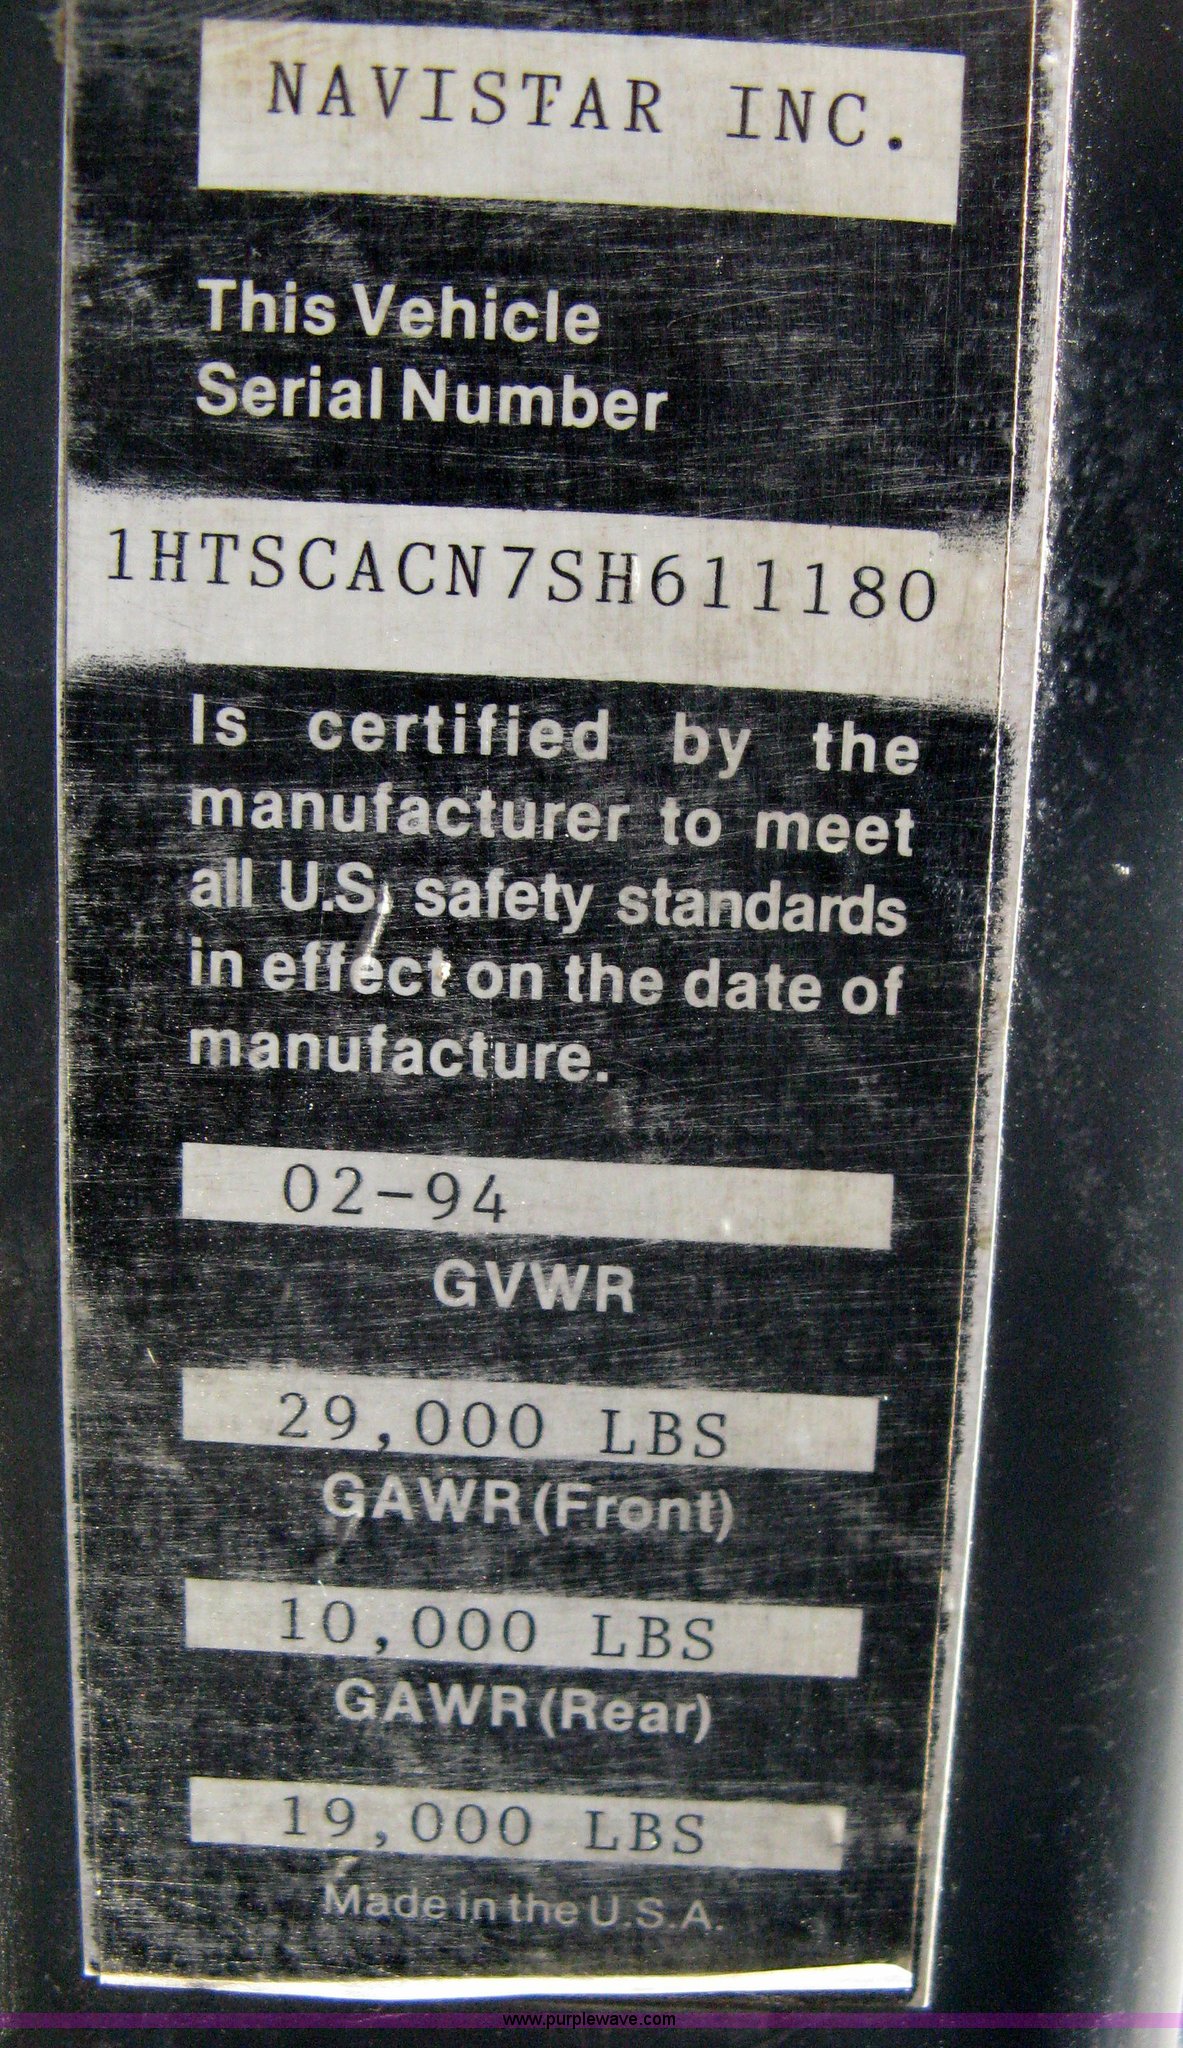 NAVISTAR INC.
This Vehicle
Serial Number
1HTSCACN7SH611180
Is certified by the
manufacturer to meet
all U.S. safety standards
in effect on the date of
manufacture.
02-94
GVWR
29,000 LBS
GAWR (Front)
10,000 LBS
GAWR (Rear)
19,000 LBS
Made in the U.S.A.
www.purplewave.com